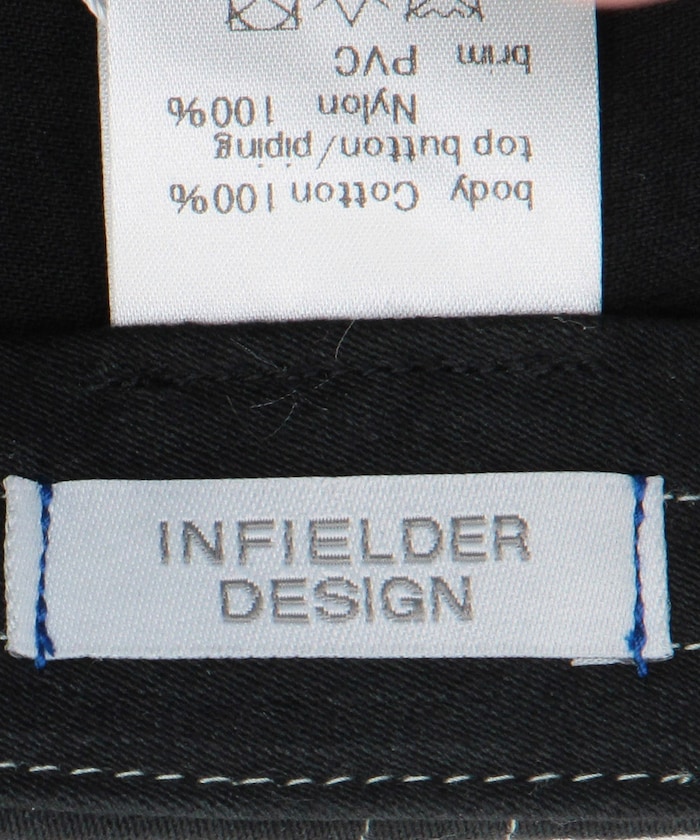 body Cotton 100%
top button/piping
Nylon 100%
brim PVC
INFIELDER
DESIGN